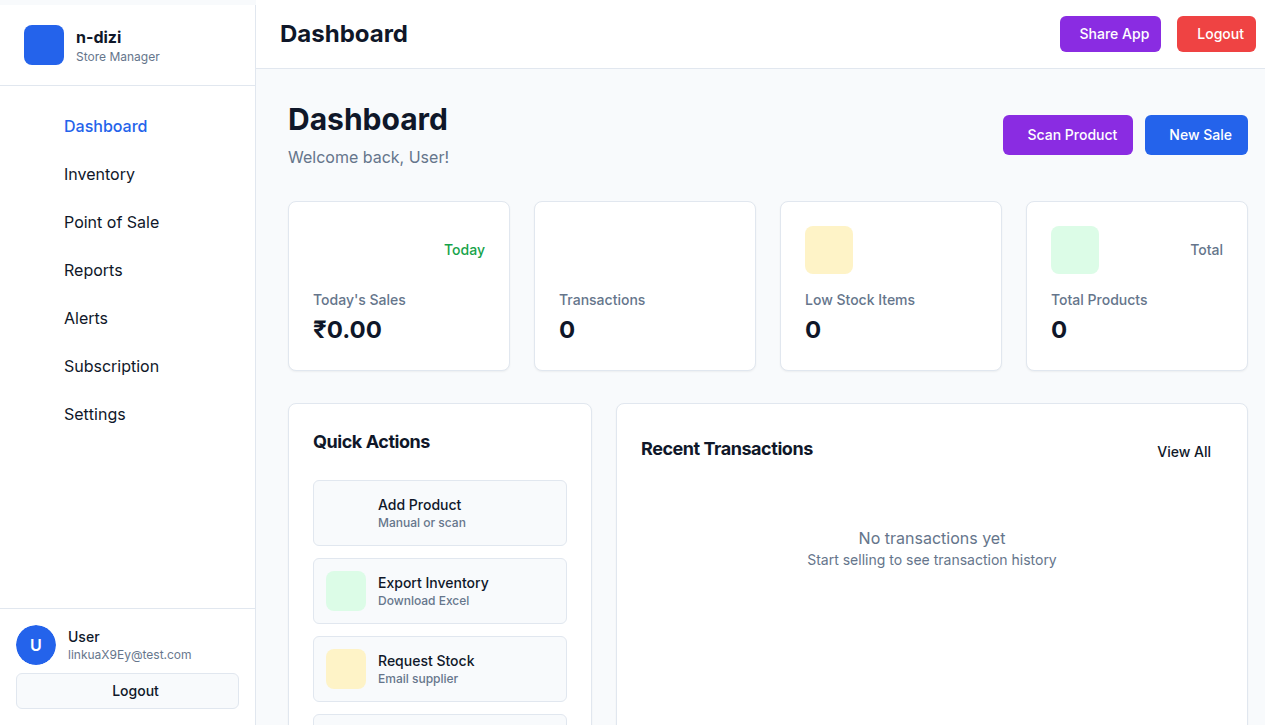 n-dizi
Store Manager
Dashboard
Inventory
Point of Sale
Reports
Alerts
Subscription
Settings
U
User
linkuaX9Ey@test.com
Logout
Dashboard
Share App
Logout
Dashboard
Welcome back, User!
Scan Product
New Sale
Today
Today's Sales
₹0.00
Transactions
0
Low Stock Items
0
Total
Total Products
0
Quick Actions
Add Product
Manual or scan
Export Inventory
Download Excel
Request Stock
Email supplier
Recent Transactions
View All
No transactions yet
Start selling to see transaction history